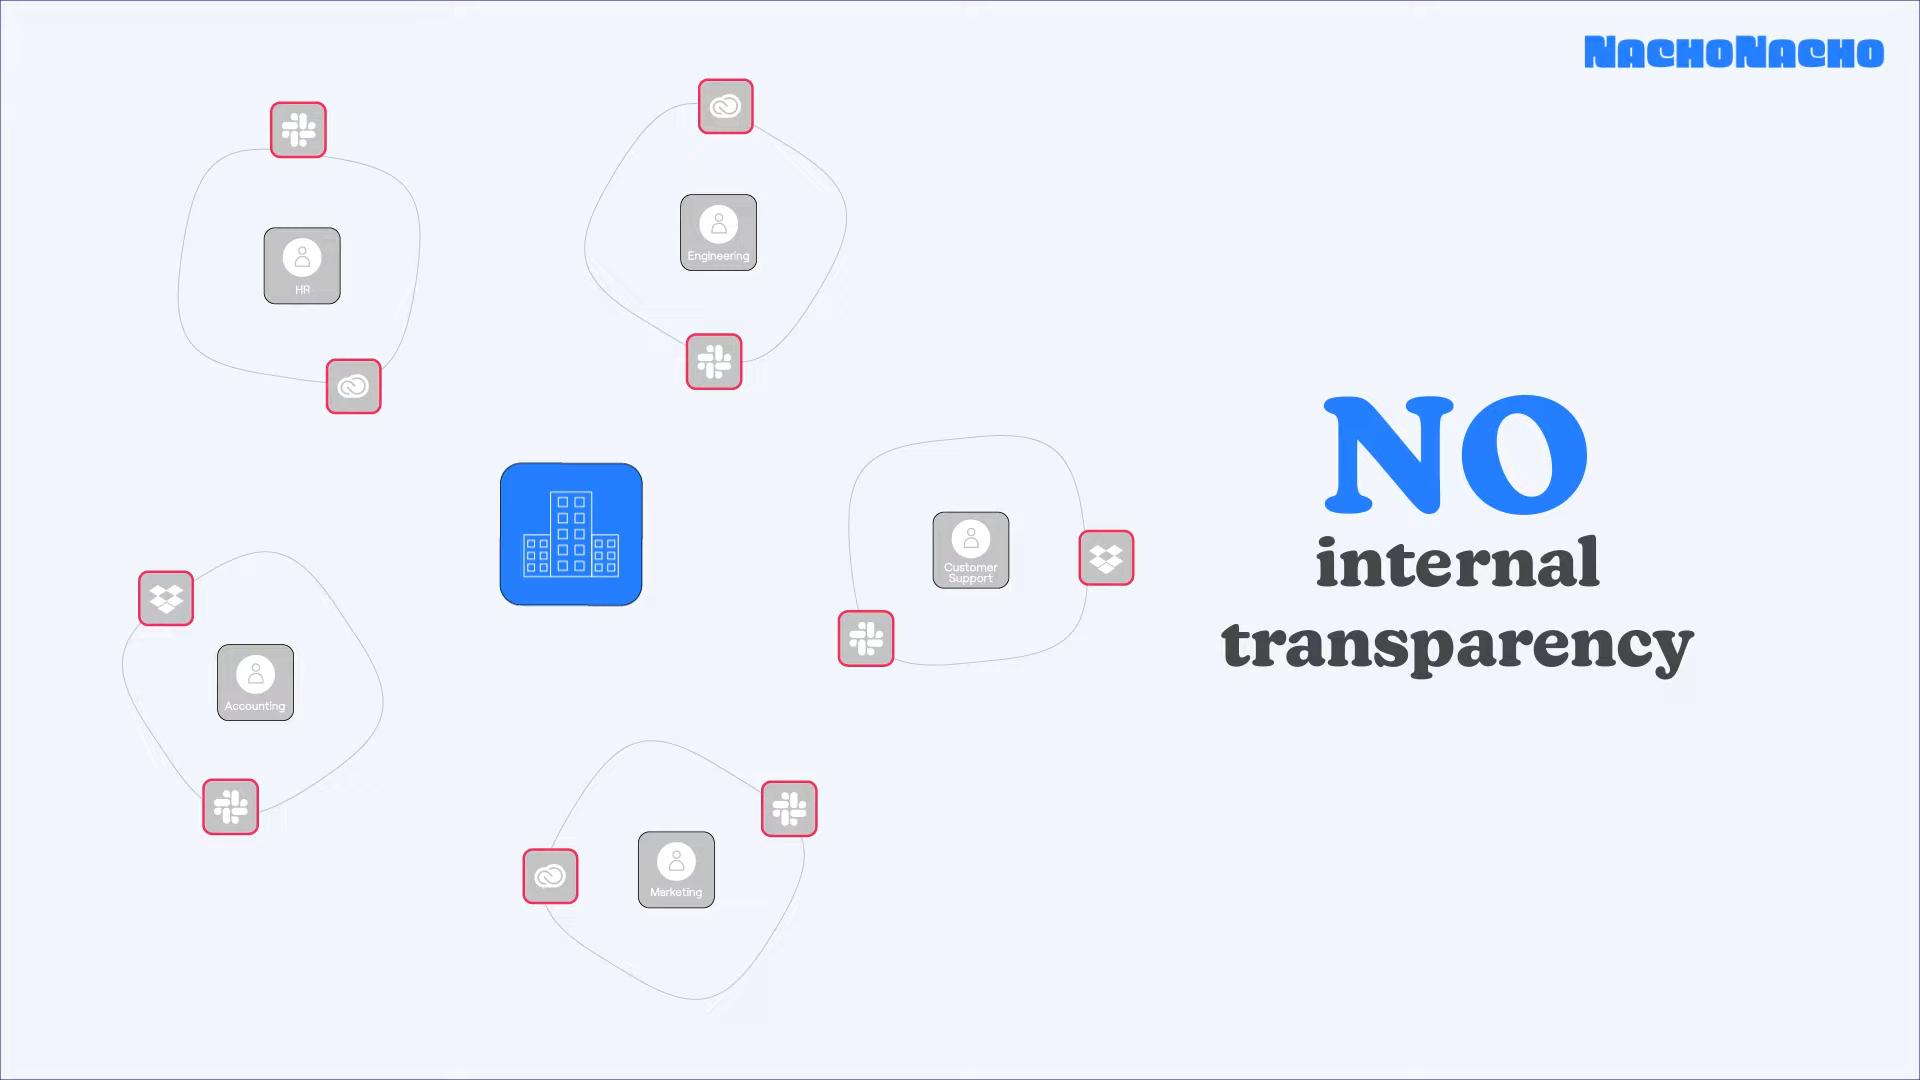 NachoNacho
HR
Engineering
Customer
Support
Accounting
Marketing
NO
internal
transparency